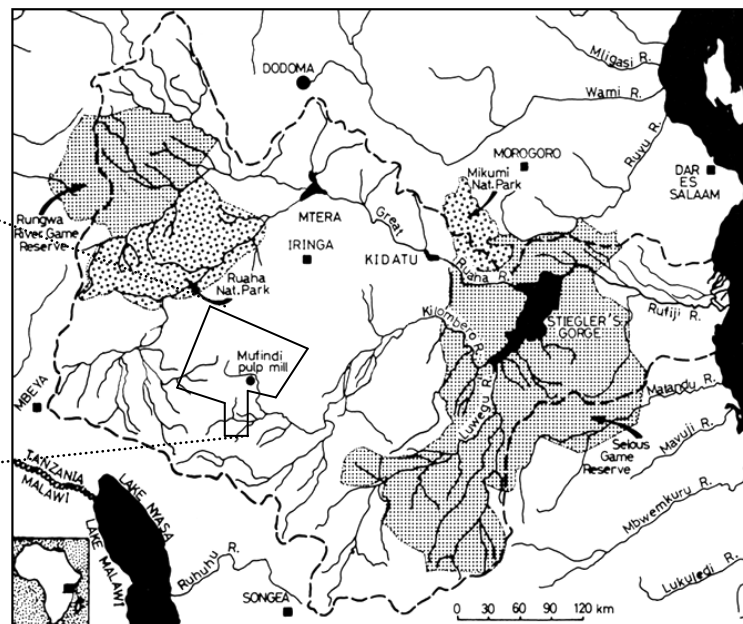 DODOMA
Mligasi R.
Wami R.
Ruvu R.
MOROGORO
DAR
ES
SALAAM
Mikumi
Nat.Park
Rungwa
River Game
Reserve
MTERA
Great
Ruaha R.
IRINGA
KIDATU
Ruaha
Nat.Park
Kilombero R.
STIEGLER'S
GORGE
Rufiji R.
Mufindi
pulp mill
Luwegu R.
Matandu R.
MBEYA
Selous
Game
Reserve
Mavuji R.
TANZANIA
MALAWI
LAKE NYASA
LAKE MALAWI
Mbwemkuru R.
Ruhuhu R.
Lukuledi R.
SONGEA
0 30 60 90 120 km